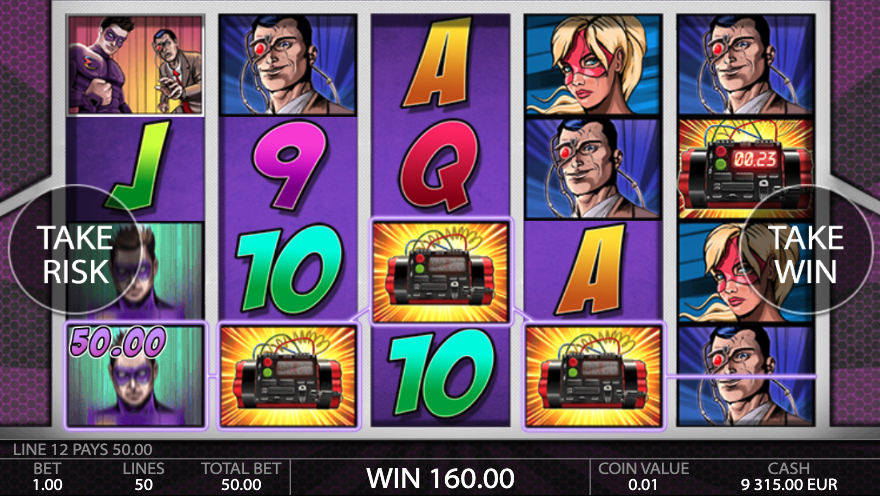 A
J
9
Q
00:23
TAKE
RISK
10
A
TAKE
WIN
50.00
10
LINE 12 PAYS 50.00
BET
1.00
LINES
50
TOTAL BET
50.00
WIN 160.00
COIN VALUE
0.01
CASH
9 315.00 EUR